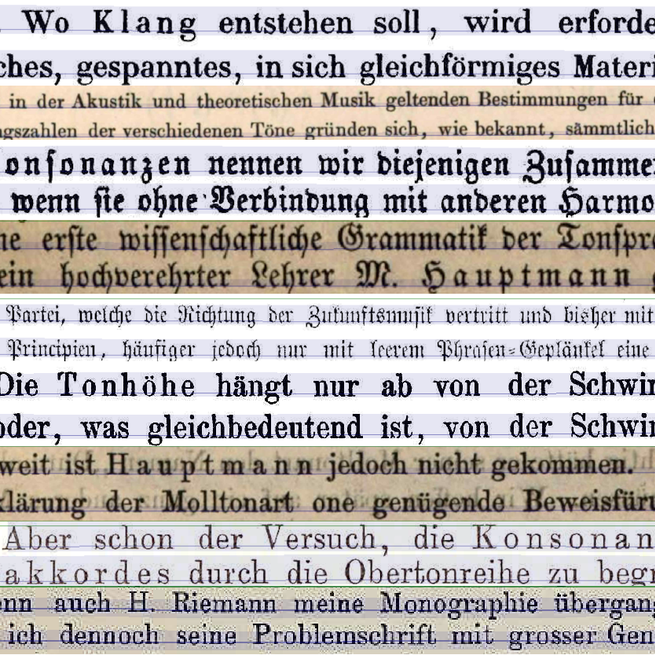 . Wo Klang entstehen soll, wird erforde
ches, gespanntes, in sich gleichförmiges Materi
in der Akustik und theoretischen Musik geltenden Bestimmungen für
gszahlen der verschiedenen Töne gründen sich, wie bekannt, sämmtlich
onſonanzen nennen wir diejenigen Zuſamme
wenn ſie ohne Verbindung mit anderen Harmo
ne erſte wiſſenſchaftliche Grammatik der Tonſpr
ein hochverehrter Lehrer M. Hauptmann
Partei, welche die Richtung der Zukunftsmuſik vertritt und bisher mit
Principien, häufiger jedoch nur mit leerem Phraſen-Geplänkel eine
Die Tonhöhe hängt nur ab von der Schwin
oder, was gleichbedeutend ist, von der Schwin
weit ist Hauptmann jedoch nicht gekommen.
klärung der Molltonart one genügende Beweisfüru
Aber schon der Versuch, die Konsonan
akkordes durch die Obertonreihe zu begr
enn auch H. Riemann meine Monographie übergang
ich dennoch seine Problemschrift mit grosser Gen